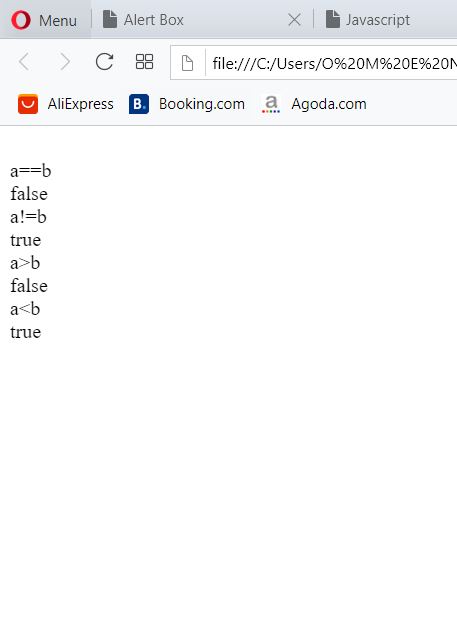 Menu Alert Box Javascript
file:///C:/Users/O%20M%20E%20N
AliExpress B. Booking.com a Agoda.com
a==b
false
a!=b
true
a>b
false
a<b
true